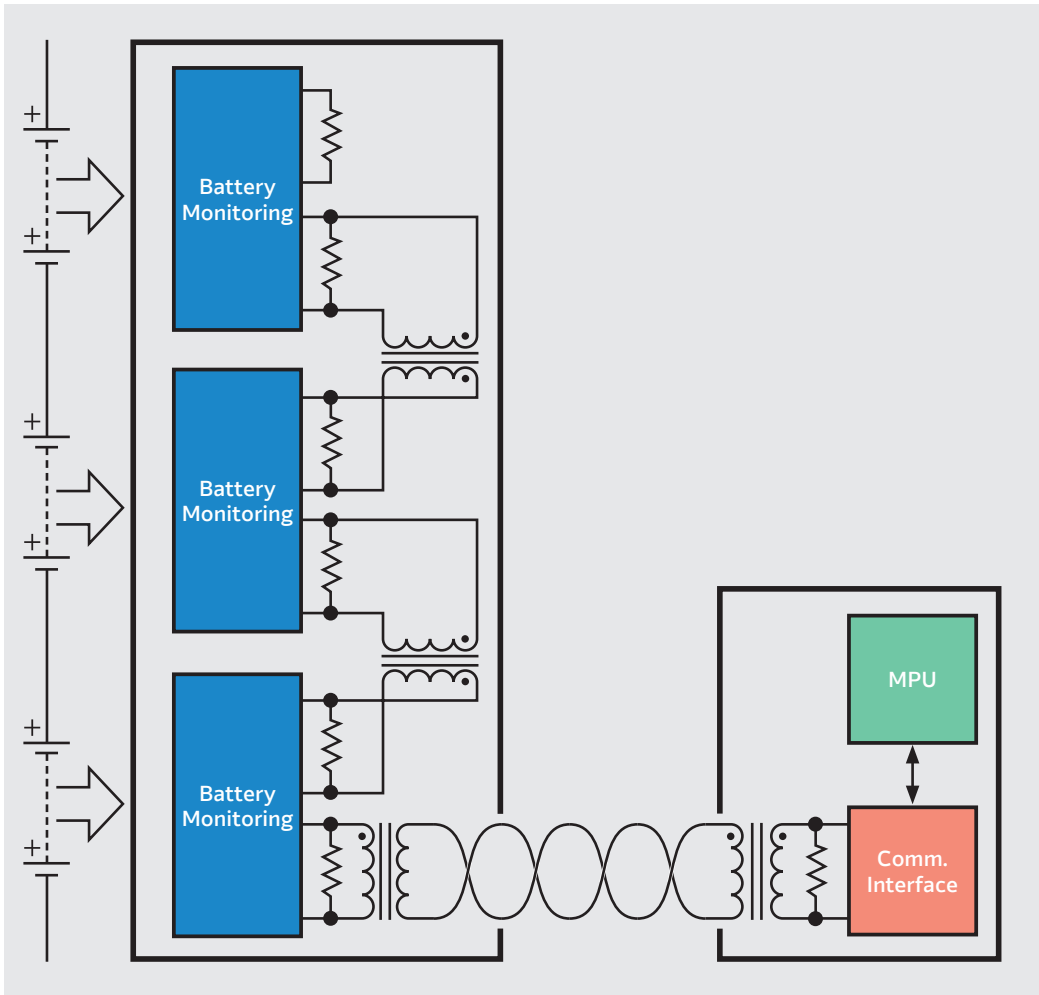 +
+
Battery
Monitoring
+
+
Battery
Monitoring
+
+
Battery
Monitoring
MPU
Comm.
Interface